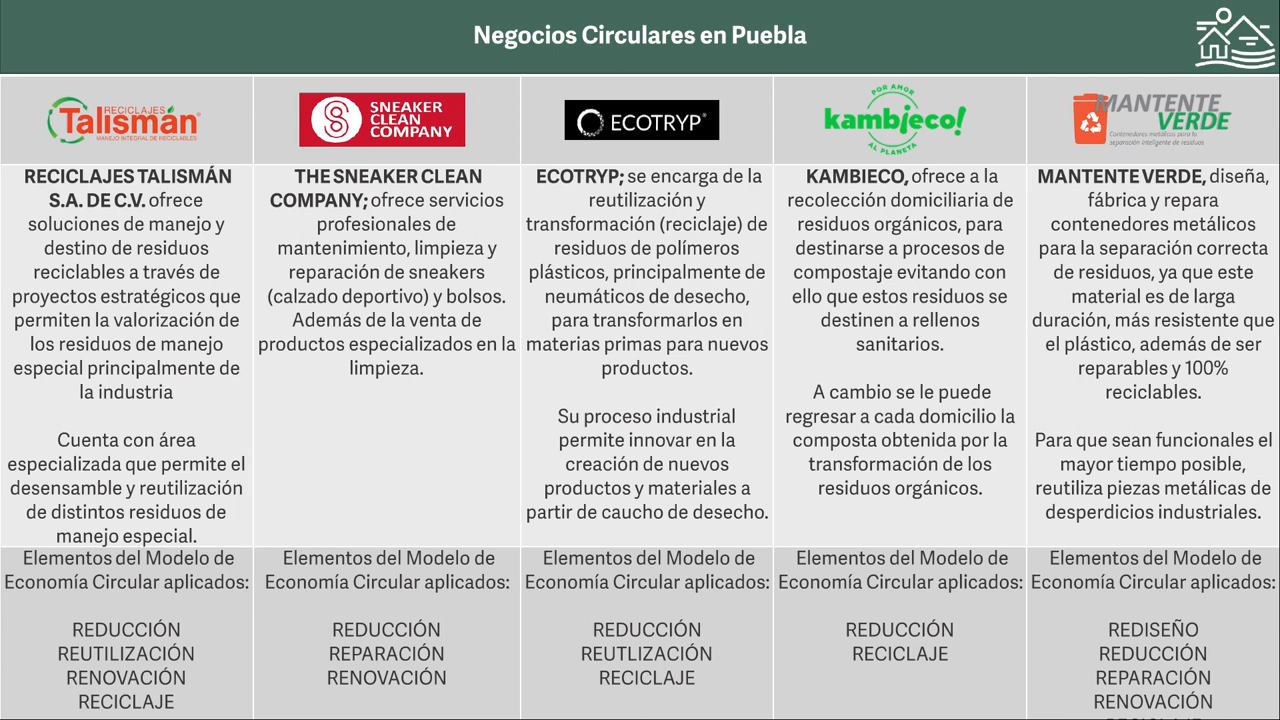 Negocios Circulares en Puebla
RECICLAJES
Talismán®
MANEJO INTEGRAL DE RECICLABLES
RECICLAJES TALISMÁN
S.A. DE C.V. ofrece
soluciones de manejo y
destino de residuos
reciclables a través de
proyectos estratégicos que
permiten la valorización de
los residuos de manejo
especial principalmente de
la industria
Cuenta con área
especializada que permite el
desensamble y reutilización
de distintos residuos de
manejo especial.
Elementos del Modelo de
Economía Circular aplicados:
REDUCCIÓN
REUTILIZACIÓN
RENOVACIÓN
RECICLAJE
S
SNEAKER
CLEAN
COMPANY
THE SNEAKER CLEAN
COMPANY; ofrece servicios
profesionales de
mantenimiento, limpieza y
reparación de sneakers
(calzado deportivo) y bolsos.
Además de la venta de
productos especializados en la
limpieza.
Elementos del Modelo de
Economía Circular aplicados:
REDUCCIÓN
REPARACIÓN
RENOVACIÓN
ECOTRYP®
ECOTRYP; se encarga de la
reutilización y
transformación (reciclaje) de
residuos de polímeros
plásticos, principalmente de
neumáticos de desecho,
para transformarlos en
materias primas para nuevos
productos.
Su proceso industrial
permite innovar en la
creación de nuevos
productos y materiales a
partir de caucho de desecho.
Elementos del Modelo de
Economía Circular aplicados:
REDUCCIÓN
REUTLIZACIÓN
RECICLAJE
POR AMOR
kambieco!
AL PLANETA
KAMBIECO, ofrece a la
recolección domiciliaria de
residuos orgánicos, para
destinarse a procesos de
compostaje evitando con
ello que estos residuos se
destinen a rellenos
sanitarios.
A cambio se le puede
regresar a cada domicilio la
composta obtenida por la
transformación de los
residuos orgánicos.
Elementos del Modelo de
Economía Circular aplicados:
REDUCCIÓN
RECICLAJE
MANTENTE
VERDE
Contenedores metálicos para la
separación inteligente de residuos
MANTENTE VERDE, diseña,
fábrica y repara
contenedores metálicos
para la separación correcta
de residuos, ya que este
material es de larga
duración, más resistente que
el plástico, además de ser
reparables y 100%
reciclables.
Para que sean funcionales el
mayor tiempo posible,
reutiliza piezas metálicas de
desperdicios industriales.
Elementos del Modelo de
Economía Circular aplicados:
REDISEÑO
REDUCCIÓN
REPARACIÓN
RENOVACIÓN